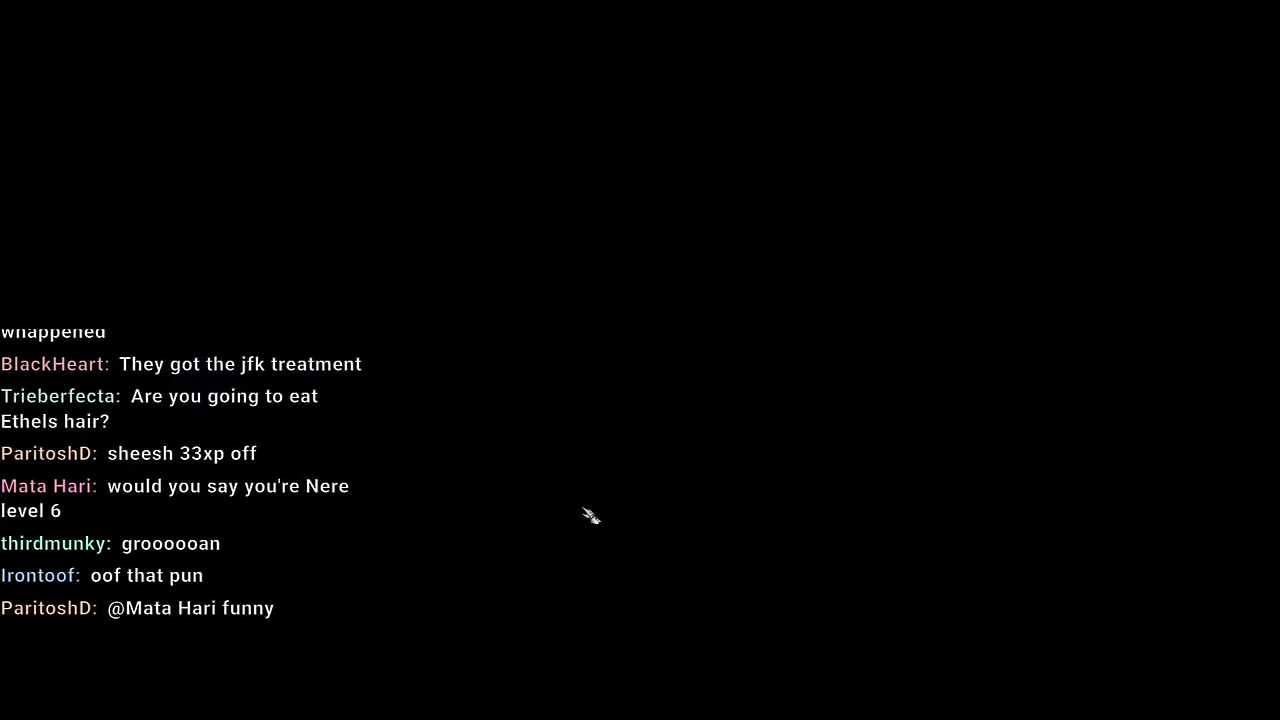 whappened
BlackHeart: They got the jfk treatment
Trieberfecta: Are you going to eat
Ethels hair?
ParitoshD: sheesh 33xp off
Mata Hari: would you say you're Nere
level 6
thirdmunky: groooooan
Irontoof: oof that pun
ParitoshD: @Mata Hari funny